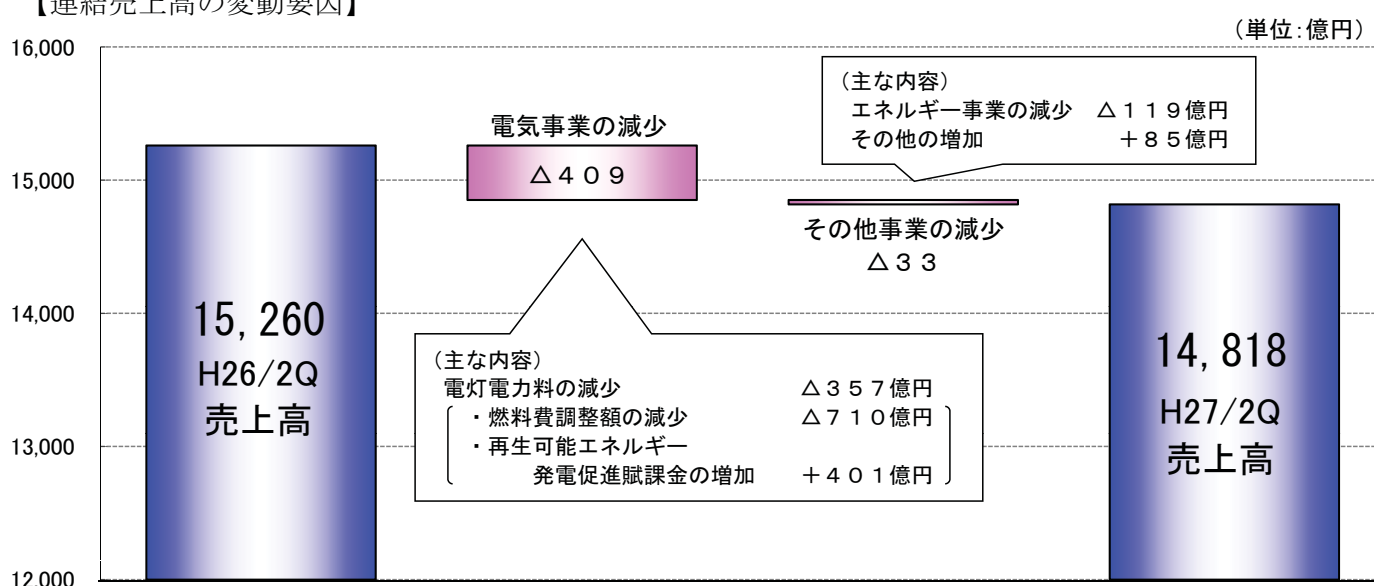 【連結売上高の変動要因】
（単位：億円）
16,000
15,000
14,000
13,000
12,000
（主な内容）
エネルギー事業の減少　△１１９億円
その他の増加　＋８５億円
電気事業の減少
△４０９
その他事業の減少
△３３
15,260
H26/2Q
売上高
（主な内容）
電灯電力料の減少　△３５７億円
・燃料費調整額の減少　△７１０億円
・再生可能エネルギー
発電促進賦課金の増加　＋４０１億円
14,818
H27/2Q
売上高